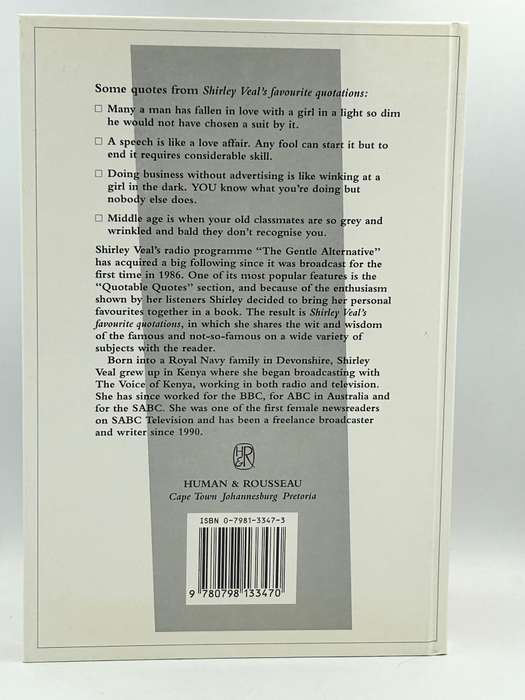 Some quotes from Shirley Veal's favourite quotations:
☐ Many a man has fallen in love with a girl in a light so dim
he would not have chosen a suit by it.
☐ A speech is like a love affair. Any fool can start it but to
end it requires considerable skill.
☐ Doing business without advertising is like winking at a
girl in the dark. YOU know what you're doing but
nobody else does.
☐ Middle age is when your old classmates are so grey and
wrinkled and bald they don't recognise you.
Shirley Veal's radio programme "The Gentle Alternative"
has acquired a big following since it was broadcast for the
first time in 1986. One of its most popular features is the
"Quotable Quotes" section, and because of the enthusiasm
shown by her listeners Shirley decided to bring her personal
favourites together in a book. The result is Shirley Veal's
favourite quotations, in which she shares the wit and wisdom
of the famous and not-so-famous on a wide variety of
subjects with the reader.
Born into a Royal Navy family in Devonshire, Shirley
Veal grew up in Kenya where she began broadcasting with
The Voice of Kenya, working in both radio and television.
She has since worked for the BBC, for ABC in Australia and
for the SABC. She was one of the first female newsreaders
on SABC Television and has been a freelance broadcaster
and writer since 1990.
H&R
HUMAN & ROUSSEAU
Cape Town Johannesburg Pretoria
ISBN 0-7981-3347-3
9 780798 133470